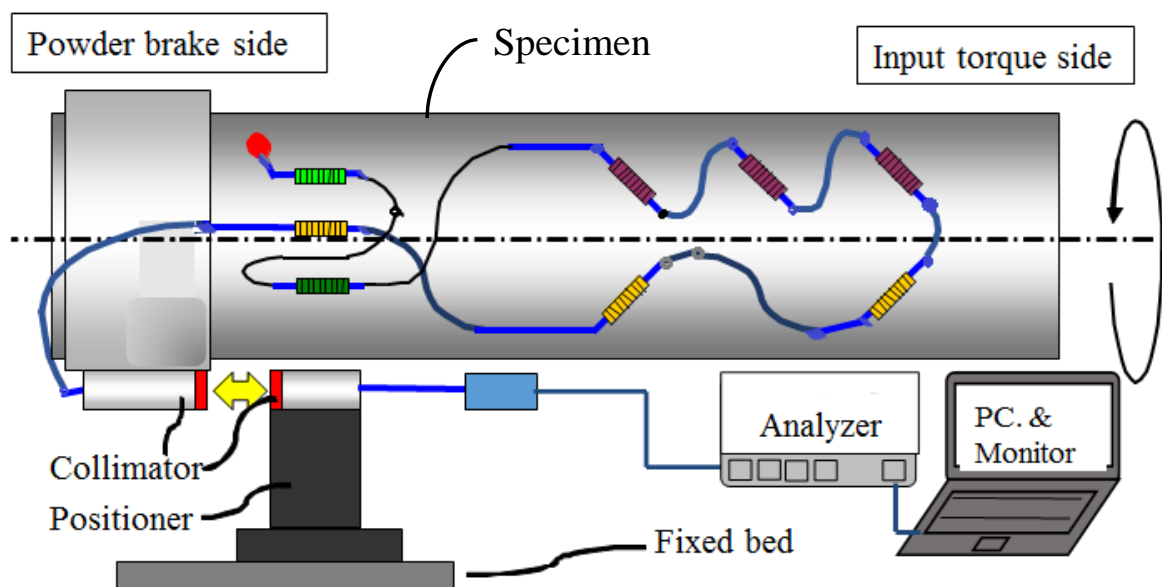 Powder brake side
Specimen
Input torque side
Analyzer
PC. &
Monitor
Collimator
Positioner
Fixed bed